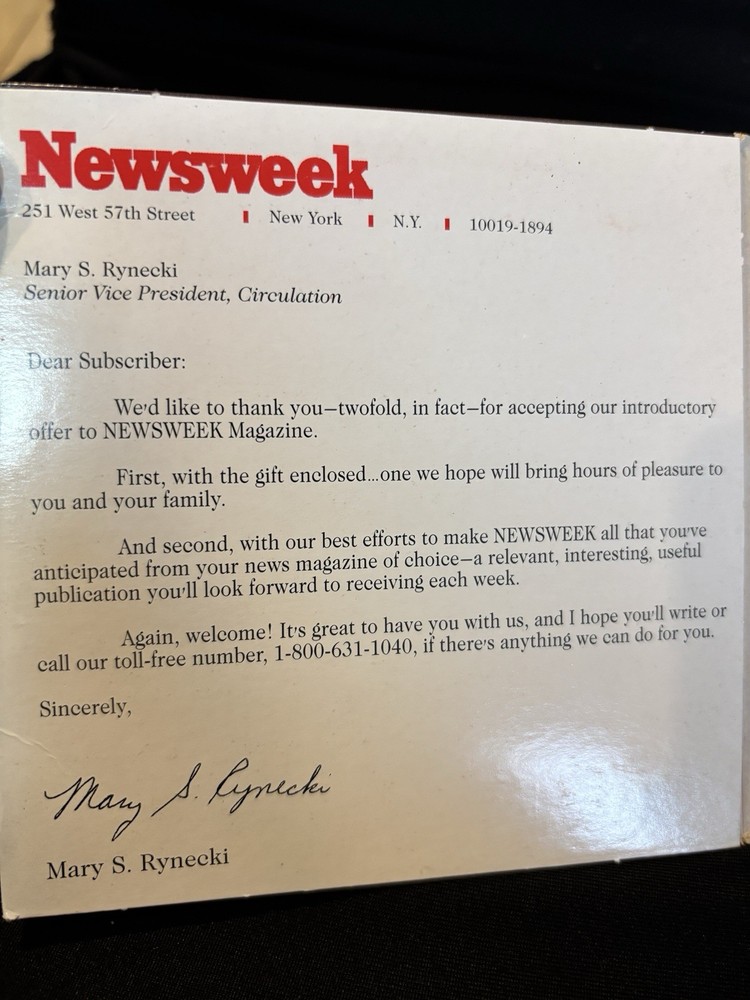 Newsweek
251 West 57th Street ▮ New York ▮ N.Y. ▮ 10019-1894
Mary S. Rynecki
Senior Vice President, Circulation
Dear Subscriber:
We'd like to thank you—twofold, in fact—for accepting our introductory
offer to NEWSWEEK Magazine.
First, with the gift enclosed...one we hope will bring hours of pleasure to
you and your family.
And second, with our best efforts to make NEWSWEEK all that you've
anticipated from your news magazine of choice—a relevant, interesting, useful
publication you'll look forward to receiving each week.
Again, welcome! It's great to have you with us, and I hope you'll write or
call our toll-free number, 1-800-631-1040, if there's anything we can do for you.
Sincerely,
Mary S. Rynecki
Mary S. Rynecki